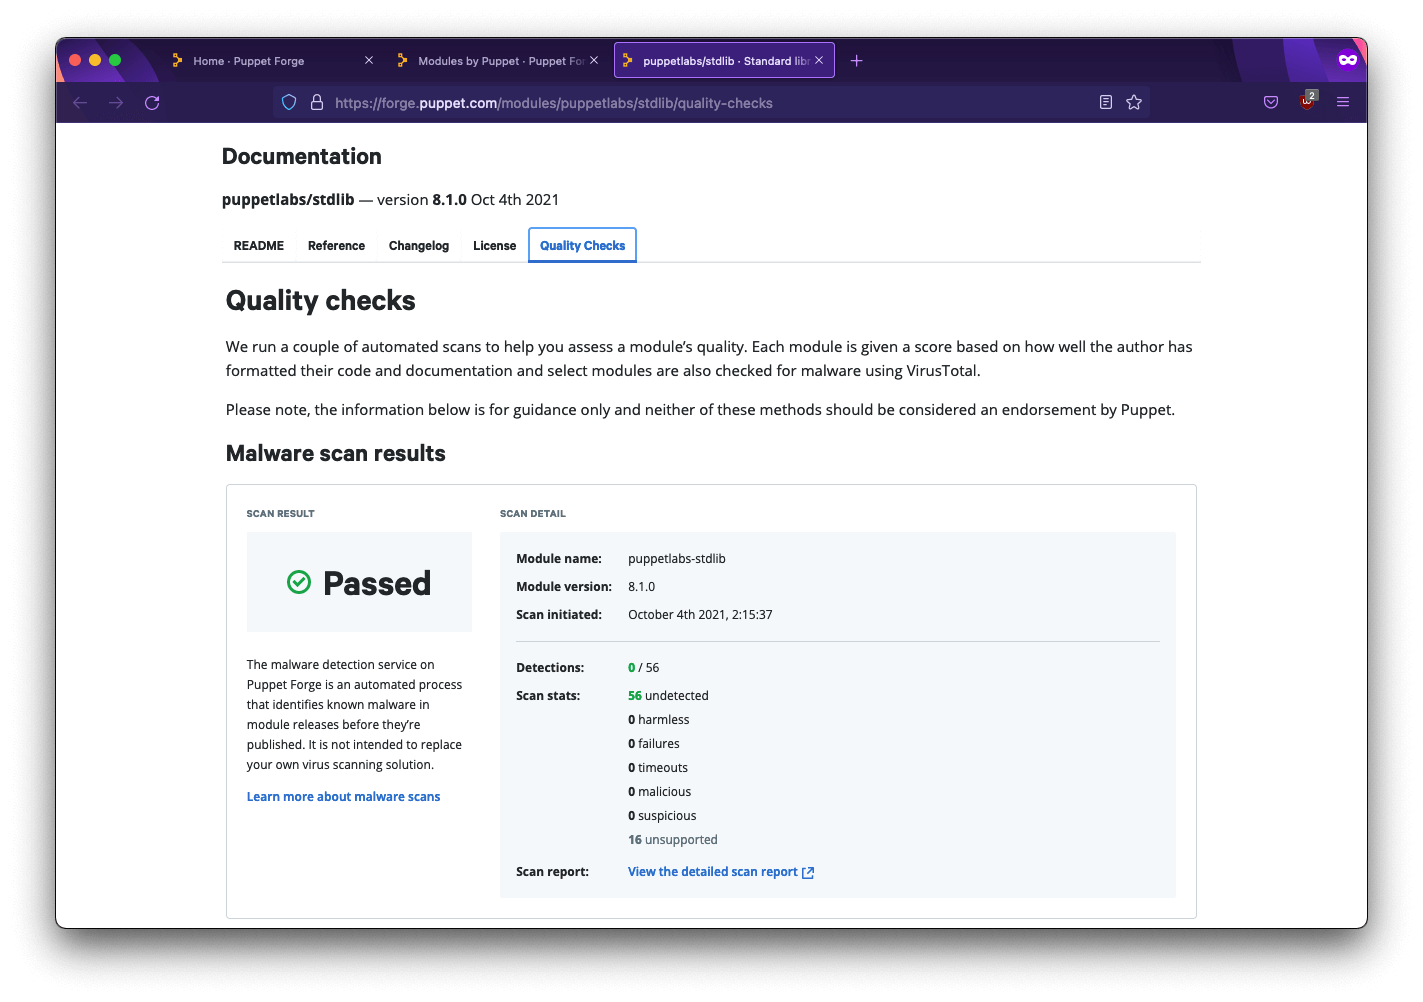 Home · Puppet Forge
Modules by Puppet · Puppet For
puppetlabs/stdlib · Standard libr
https://forge.puppet.com/modules/puppetlabs/stdlib/quality-checks
2
Documentation
puppetlabs/stdlib — version 8.1.0 Oct 4th 2021
README Reference Changelog License Quality Checks
Quality checks
We run a couple of automated scans to help you assess a module’s quality. Each module is given a score based on how well the author has
formatted their code and documentation and select modules are also checked for malware using VirusTotal.
Please note, the information below is for guidance only and neither of these methods should be considered an endorsement by Puppet.
Malware scan results
SCAN RESULT
Passed
The malware detection service on
Puppet Forge is an automated process
that identifies known malware in
module releases before they’re
published. It is not intended to replace
your own virus scanning solution.
Learn more about malware scans
SCAN DETAIL
Module name: puppetlabs-stdlib
Module version: 8.1.0
Scan initiated: October 4th 2021, 2:15:37
Detections: 0 / 56
Scan stats: 56 undetected
0 harmless
0 failures
0 timeouts
0 malicious
0 suspicious
16 unsupported
Scan report: View the detailed scan report